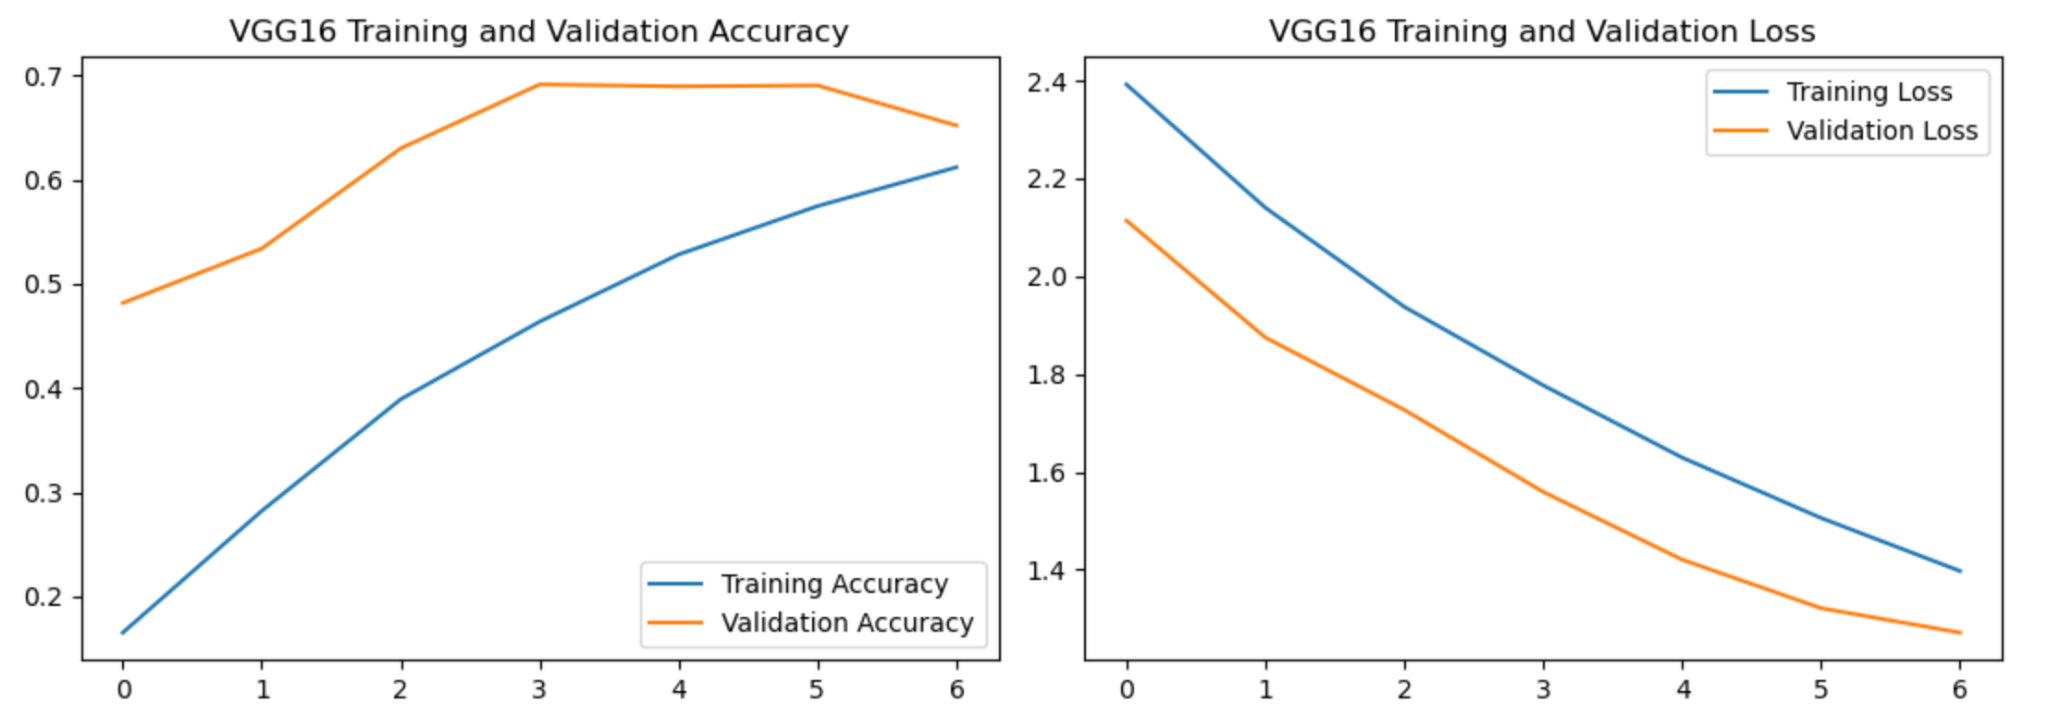 VGG16 Training and Validation Accuracy
0.7
0.6
0.5
0.4
0.3
0.2
Training Accuracy
Validation Accuracy
0 1 2 3 4 5 6
VGG16 Training and Validation Loss
2.4
2.2
2.0
1.8
1.6
1.4
Training Loss
Validation Loss
0 1 2 3 4 5 6